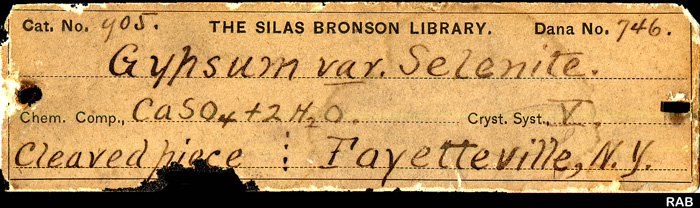 Cat. No. 905. THE SILAS BRONSON LIBRARY. Dana No. 746.
Gypsum var. Selenite.
Chem. Comp., CaSO4+2H2O. Cryst. Syst., V.
Cleaved piece : Fayetteville, N.Y.
RAB